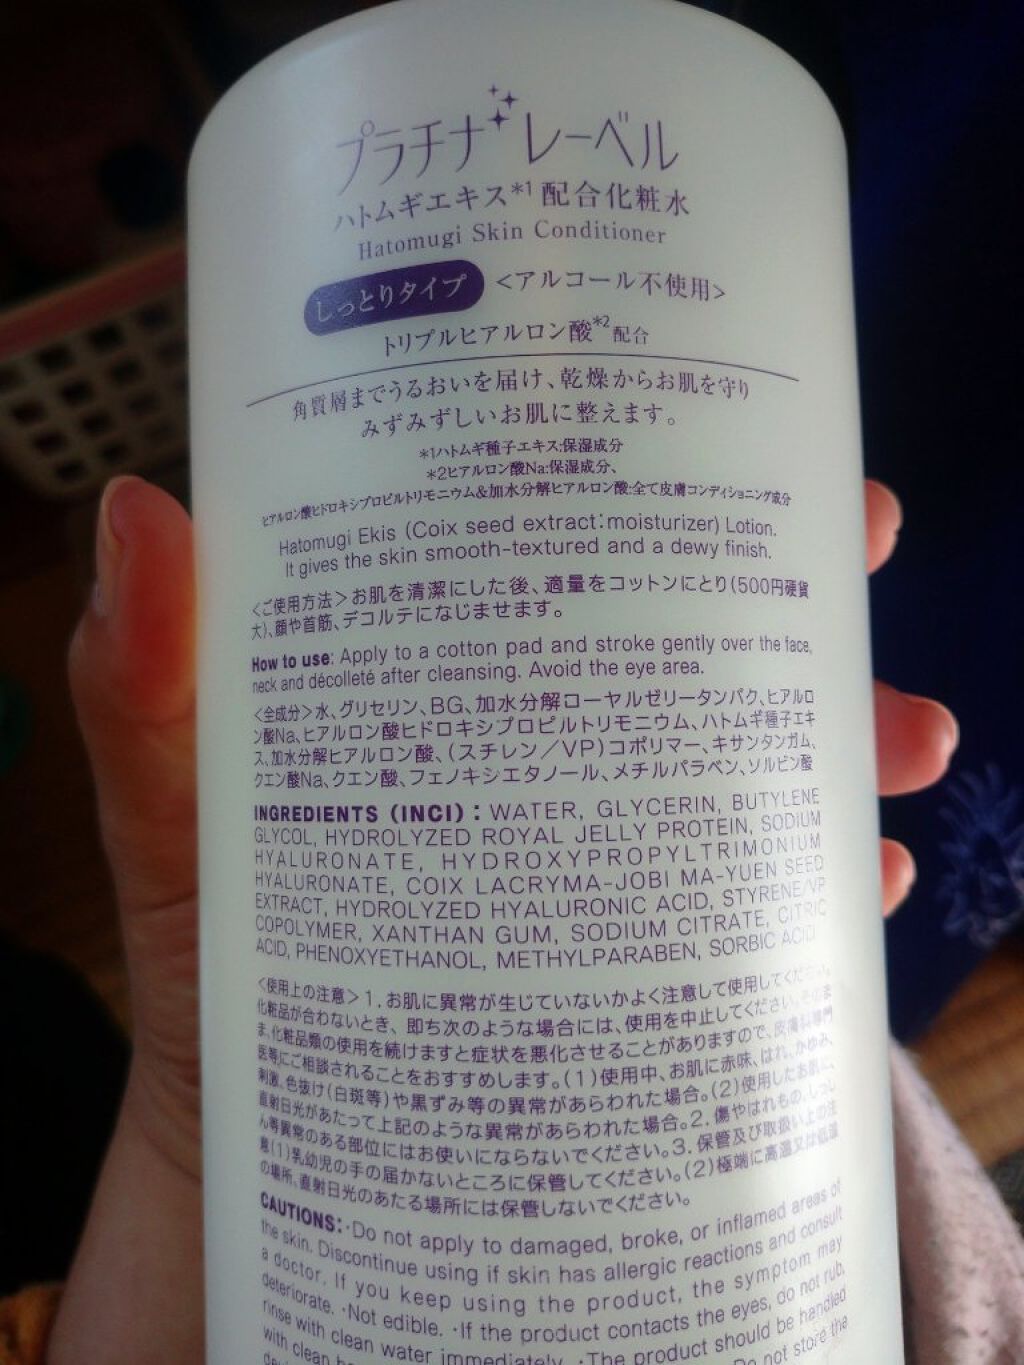 プラチナレーベル
ハトムギエキス*1配合化粧水
Hatomugi Skin Conditioner
しっとりタイプ <アルコール不使用>
トリプルヒアルロン酸*2配合
角質層までうるおいを届け、乾燥からお肌を守り
みずみずしいお肌に整えます。
*1ハトムギ種子エキス:保湿成分
*2ヒアルロン酸Na:保湿成分、
ヒアルロン酸ヒドロキシプロピルトリモニウム&加水分解ヒアルロン酸:全て皮膚コンディショニング成分
Hatomugi Ekis (Coix seed extract:moisturizer) Lotion.
It gives the skin smooth-textured and a dewy finish.
<ご使用方法>お肌を清潔にした後、適量をコットンにとり(500円硬貨
大)、顔や首筋、デコルテになじませます。
How to use: Apply to a cotton pad and stroke gently over the face,
neck and décolleté after cleansing. Avoid the eye area.
<全成分>水、グリセリン、BG、加水分解ローヤルゼリータンパク、ヒアルロ
ン酸Na、ヒアルロン酸ヒドロキシプロピルトリモニウム、ハトムギ種子エキ
ス、加水分解ヒアルロン酸、(スチレン/VP)コポリマー、キサンタンガム、
クエン酸Na、クエン酸、フェノキシエタノール、メチルパラベン、ソルビン酸
INGREDIENTS (INCI): WATER, GLYCERIN, BUTYLENE
GLYCOL, HYDROLYZED ROYAL JELLY PROTEIN, SODIUM
HYALURONATE, HYDROXYPROPYLTRIMONIUM
HYALURONATE, COIX LACRYMA-JOBI MA-YUEN SEED
EXTRACT, HYDROLYZED HYALURONIC ACID, STYRENE/VP
COPOLYMER, XANTHAN GUM, SODIUM CITRATE, CITRIC
ACID, PHENOXYETHANOL, METHYLPARABEN, SORBIC ACID
<使用上の注意>1.お肌に異常が生じていないかよく注意して使用してください。
化粧品が合わないとき、即ち次のような場合には、使用を中止してください。そのま
ま、化粧品類の使用を続けますと症状を悪化させることがありますので、皮膚科専門
医等にご相談されることをおすすめします。(1)使用中、お肌に赤味、はれ、かゆみ、
刺激、色抜け(白斑等)や黒ずみ等の異常があらわれた場合。(2)使用したお肌に、
直射日光があたって上記のような異常があらわれた場合。2.傷やはれもの、しっし
ん等異常のある部位にはお使いにならないでください。3.保管及び取扱い上の注
意(1)乳幼児の手の届かないところに保管してください。(2)極端に高温又は低温
の場所、直射日光のあたる場所には保管しないでください。
CAUTIONS: ·Do not apply to damaged, broke, or inflamed areas of
the skin. Discontinue using if skin has allergic reactions and consult
a doctor. If you keep using the product, the symptom may
deteriorate. ·Not edible. ·If the product contacts the eyes, do not rub,
rinse with clean water immediately. ·The product should be handled
with clean Do not store the